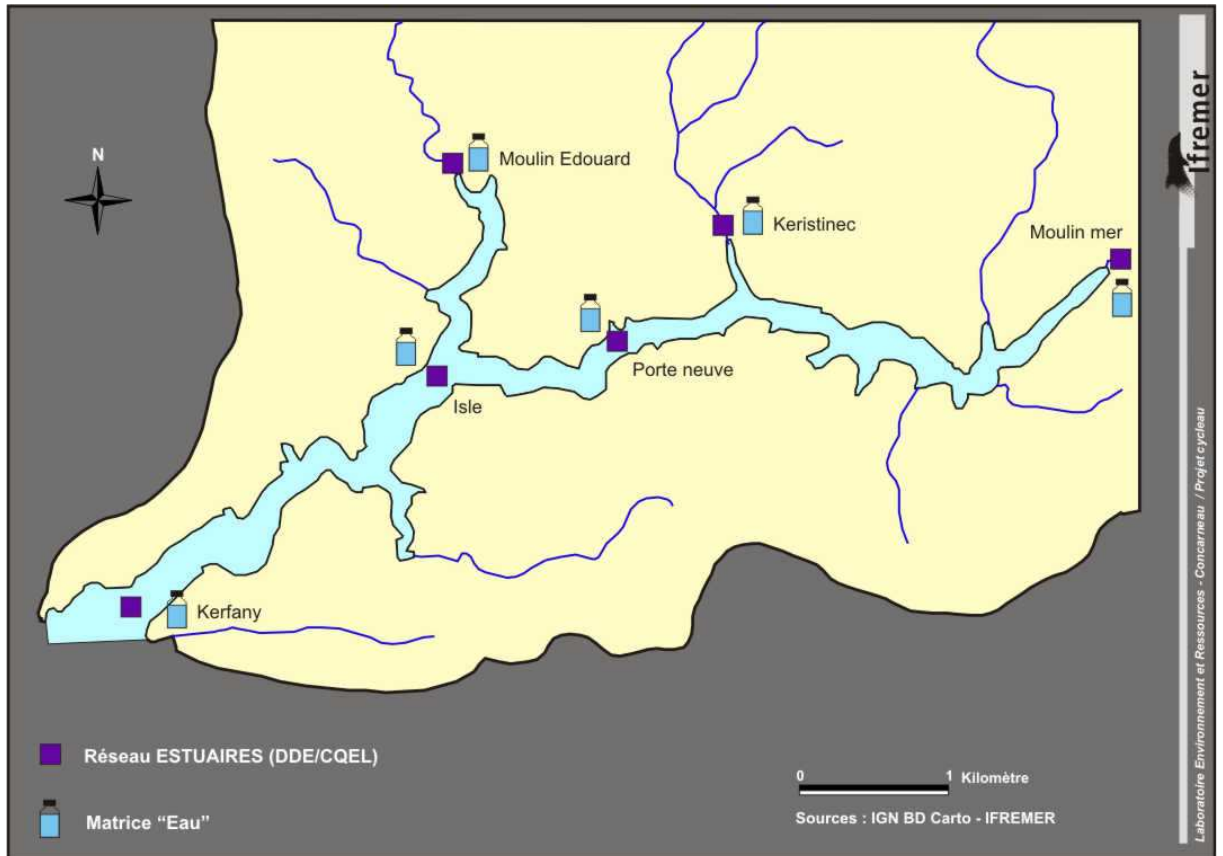 N
Moulin Edouard
Keristinec
Moulin mer
Porte neuve
Isle
Kerfany
Réseau ESTUAIRES (DDE/CQEL)
Matrice “Eau”
0 1 Kilomètre
Sources : IGN BD Carto - IFREMER
Ifremer
Laboratoire Environnement et Ressources - Concarneau / Projet cycleau